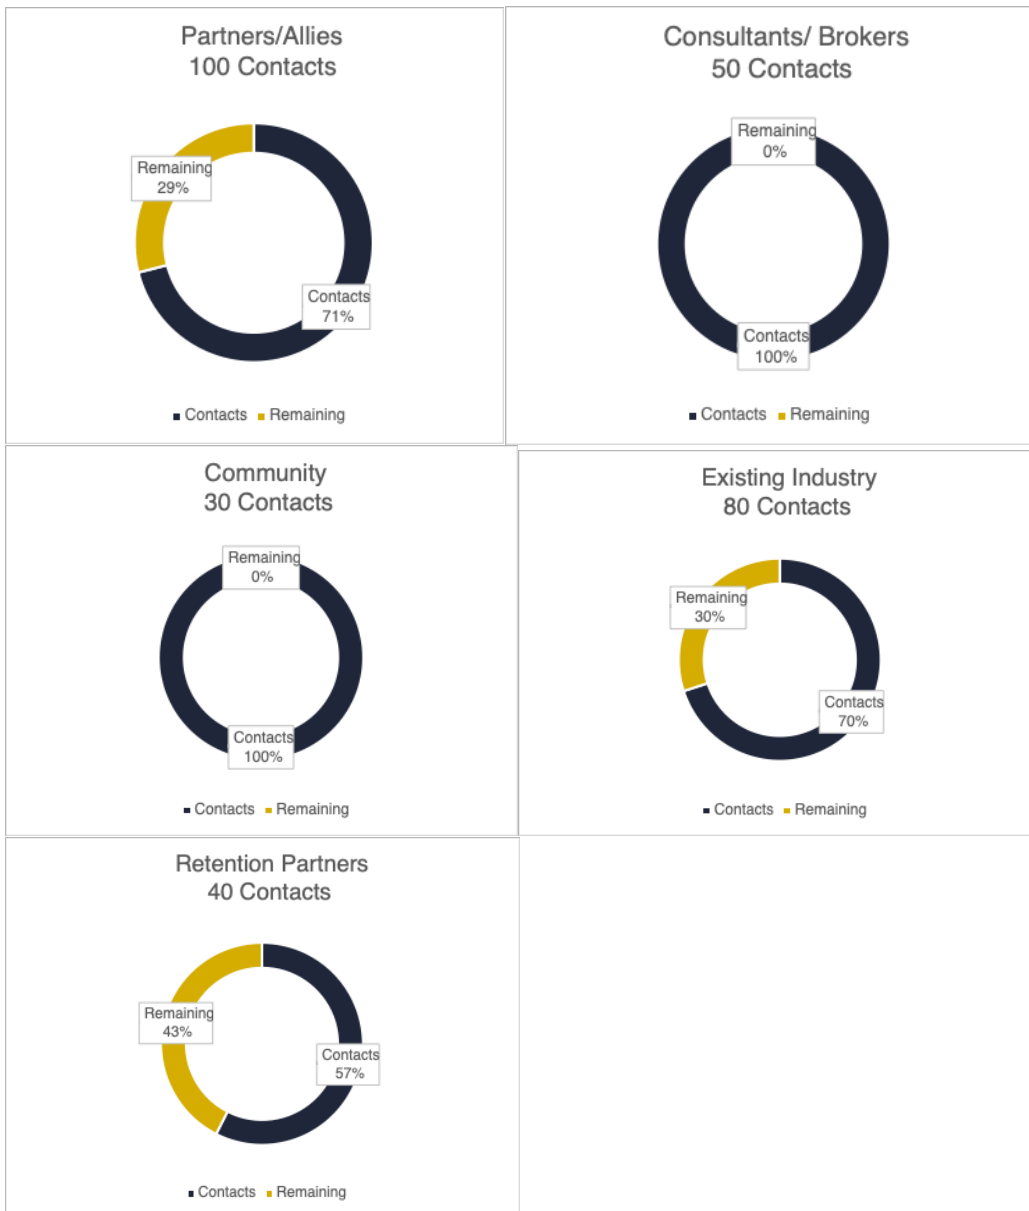 Partners/Allies
100 Contacts
Remaining
29%
Contacts
71%
Contacts Remaining
Consultants/ Brokers
50 Contacts
Remaining
0%
Contacts
100%
Contacts Remaining
Community
30 Contacts
Remaining
0%
Contacts
100%
Contacts Remaining
Existing Industry
80 Contacts
Remaining
30%
Contacts
70%
Contacts Remaining
Retention Partners
40 Contacts
Remaining
43%
Contacts
57%
Contacts Remaining